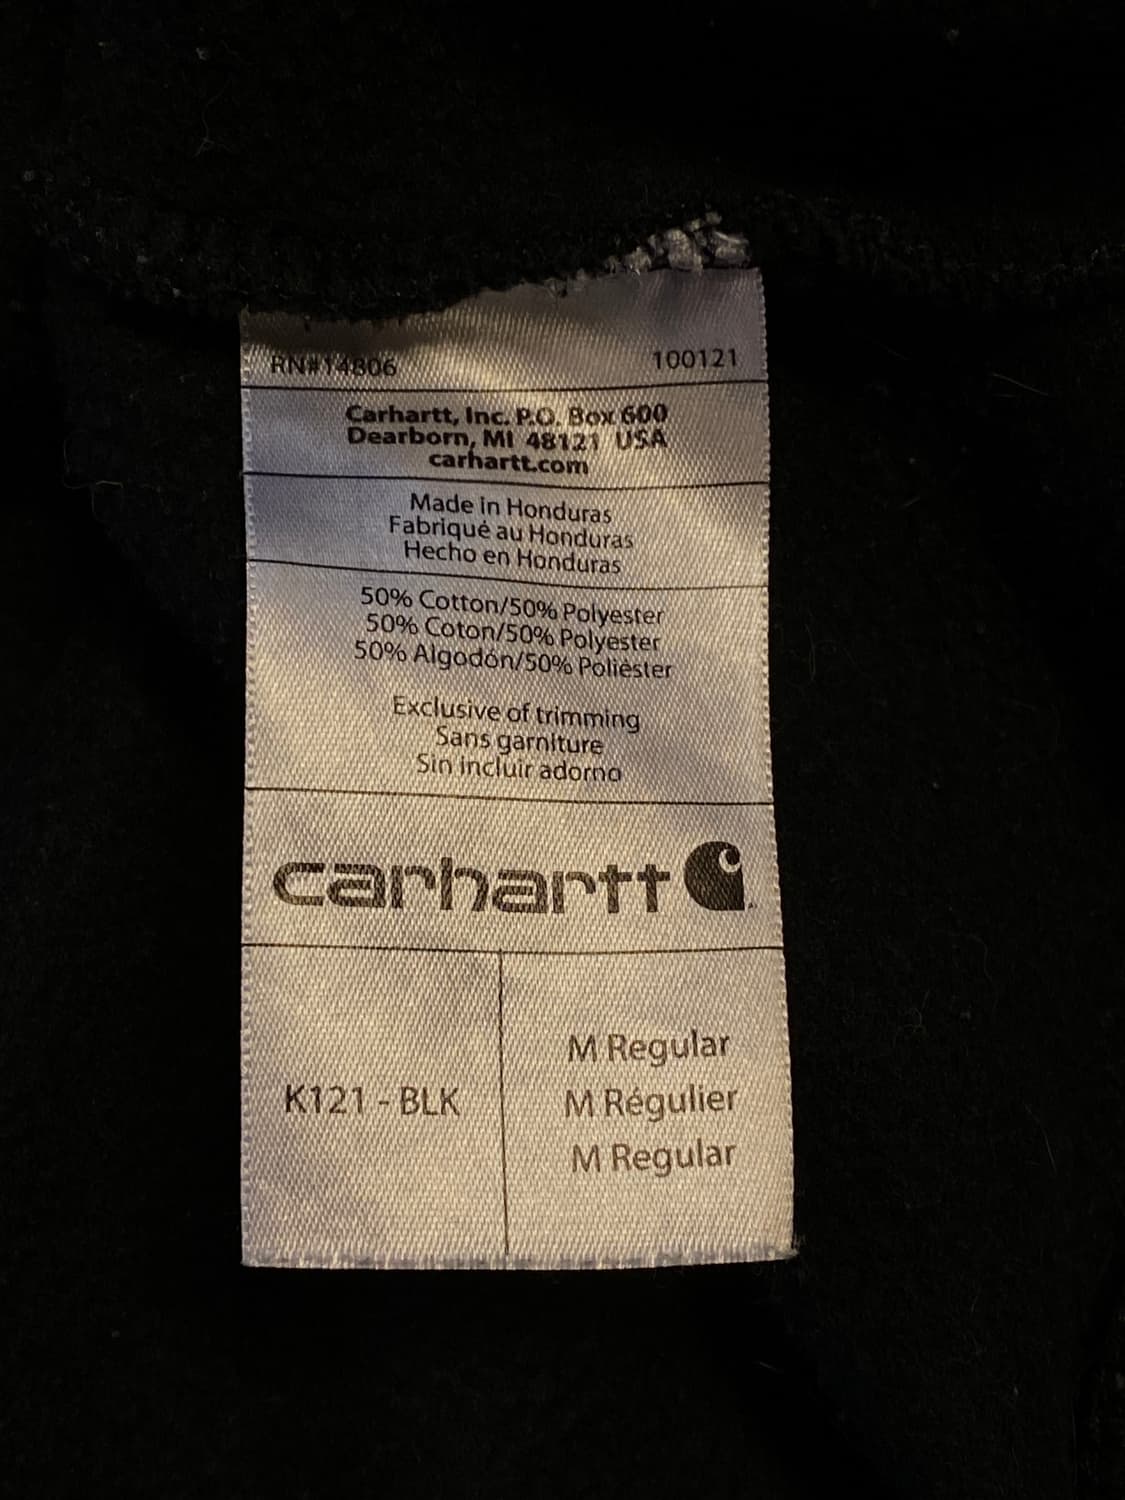 RN#14806 100121
Carhartt, Inc. P.O. Box 600
Dearborn, MI 48121 USA
carhartt.com
Made in Honduras
Fabriqué au Honduras
Hecho en Honduras
50% Cotton/50% Polyester
50% Coton/50% Polyester
50% Algodón/50% Poliéster
Exclusive of trimming
Sans garniture
Sin incluir adorno
carhartt
K121 - BLK
M Regular
M Régulier
M Regular